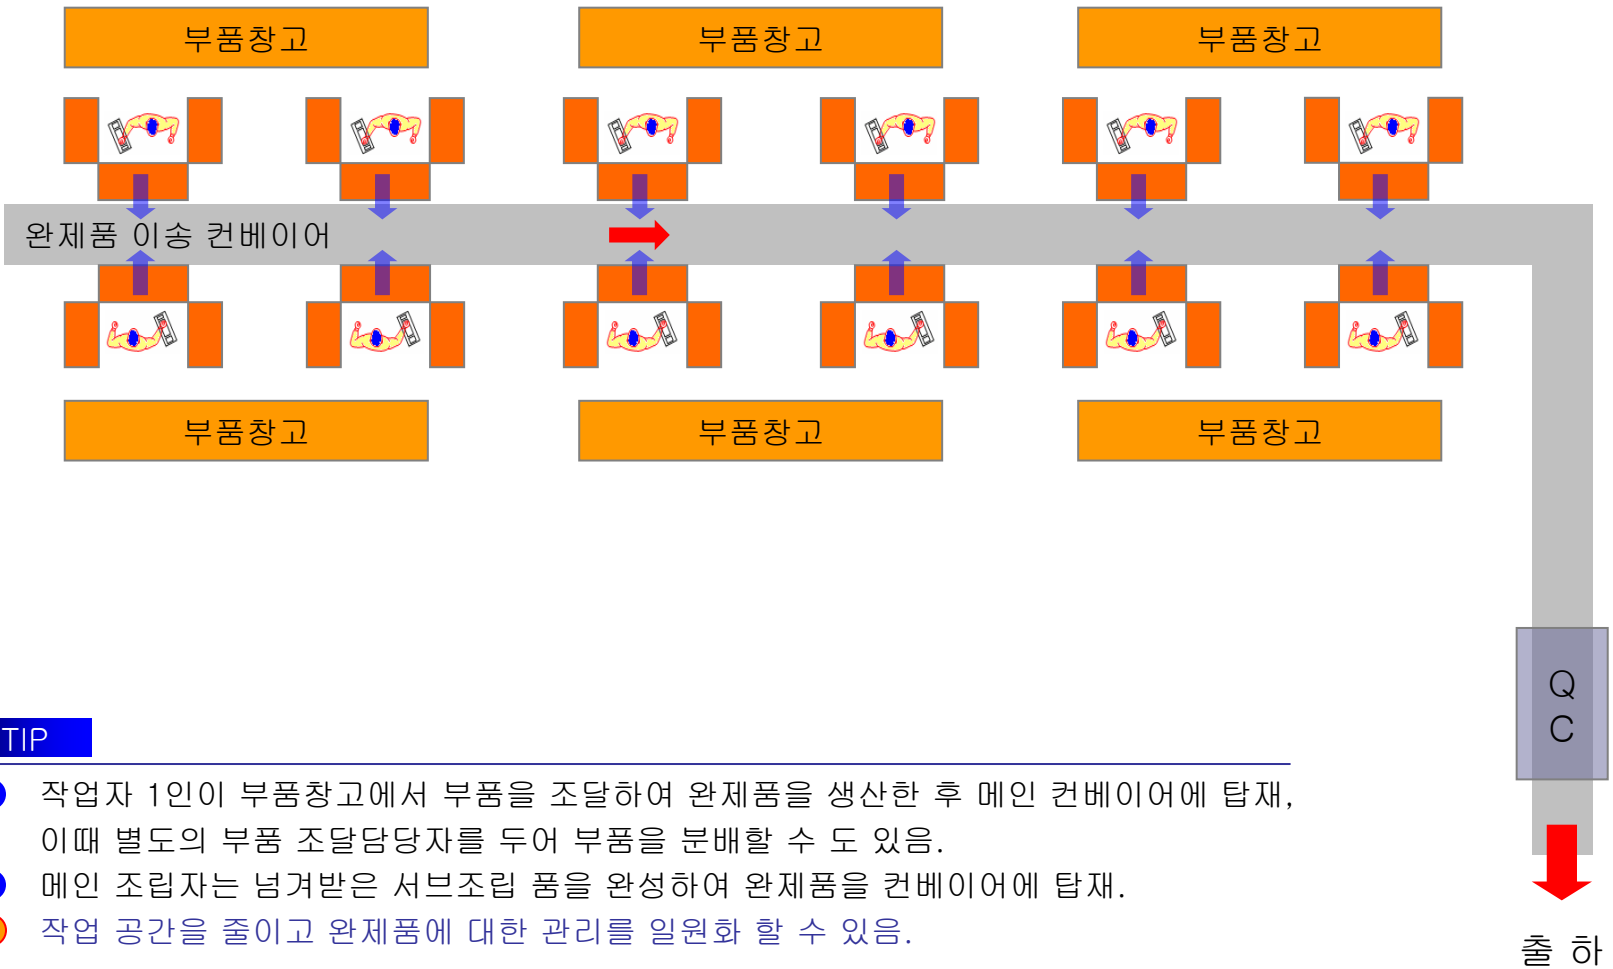 부품창고 부품창고 부품창고
완제품 이송 컨베이어
부품창고 부품창고 부품창고
Q
C
TIP
작업자 1인이 부품창고에서 부품을 조달하여 완제품을 생산한 후 메인 컨베이어에 탑재,
이때 별도의 부품 조달담당자를 두어 부품을 분배할 수 도 있음.
메인 조립자는 넘겨받은 서브조립 품을 완성하여 완제품을 컨베이어에 탑재.
작업 공간을 줄이고 완제품에 대한 관리를 일원화 할 수 있음.
출 하